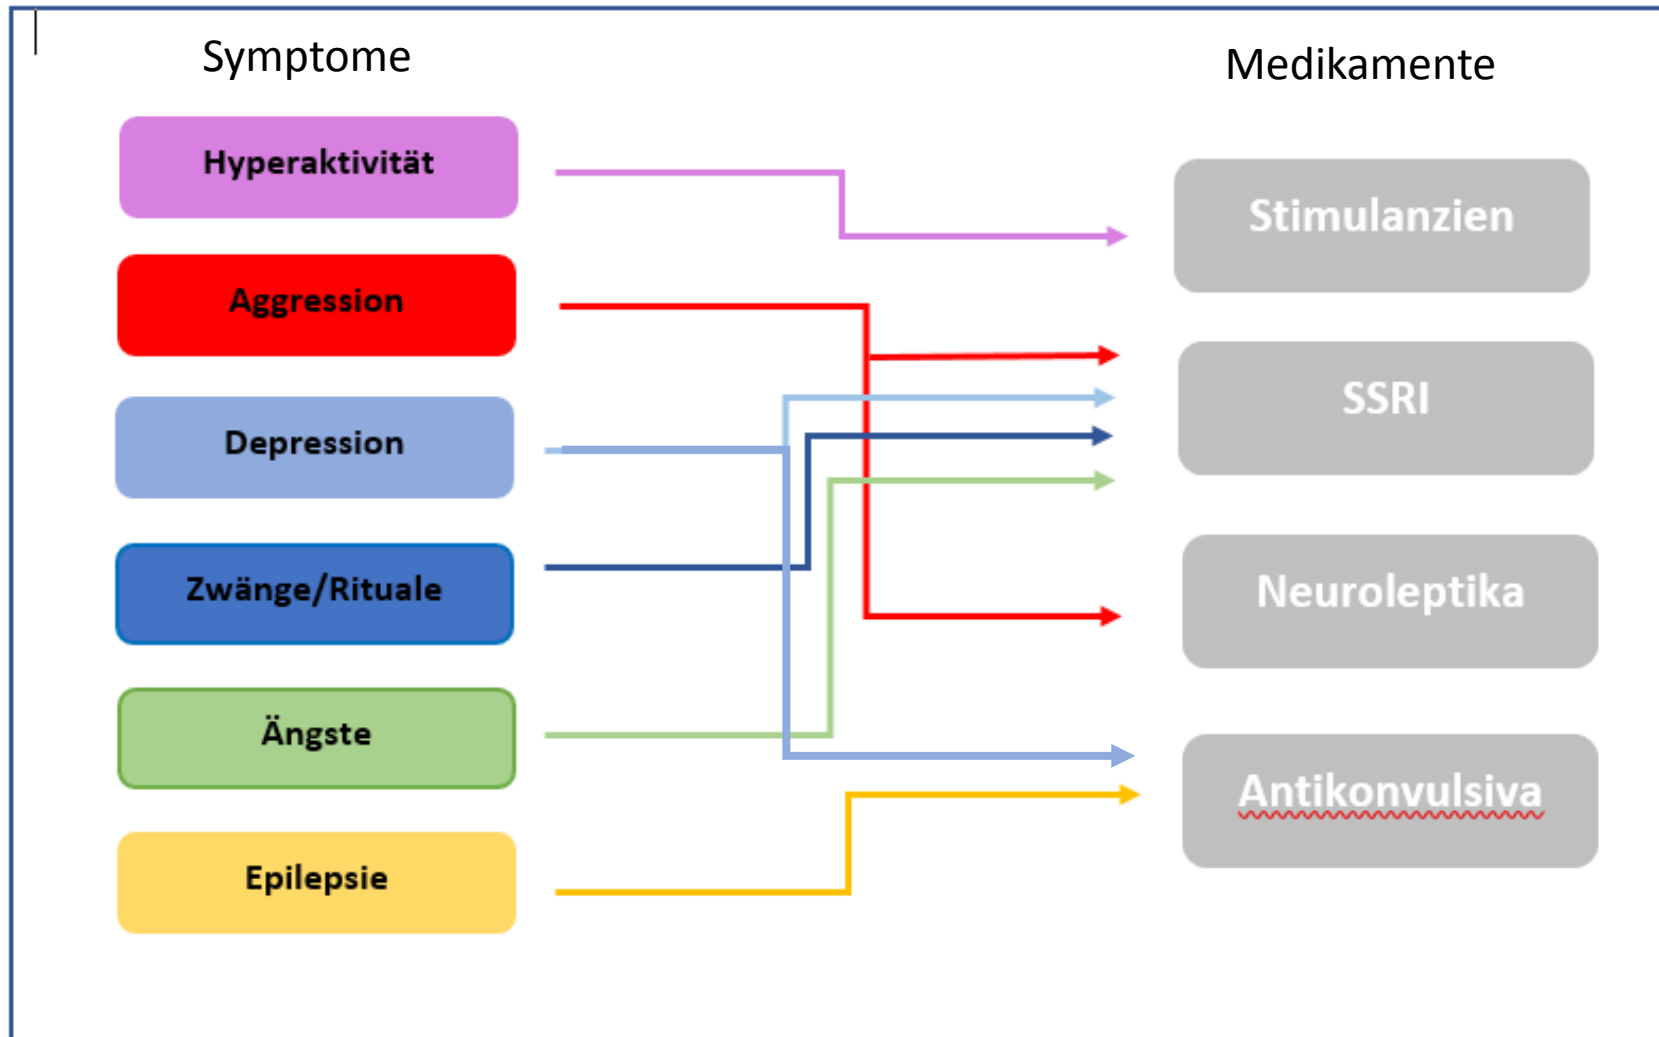 Symptome
Medikamente
Hyperaktivität
Aggression
Depression
Zwänge/Rituale
Ängste
Epilepsie
Stimulanzien
SSRI
Neuroleptika
Antikonvulsiva